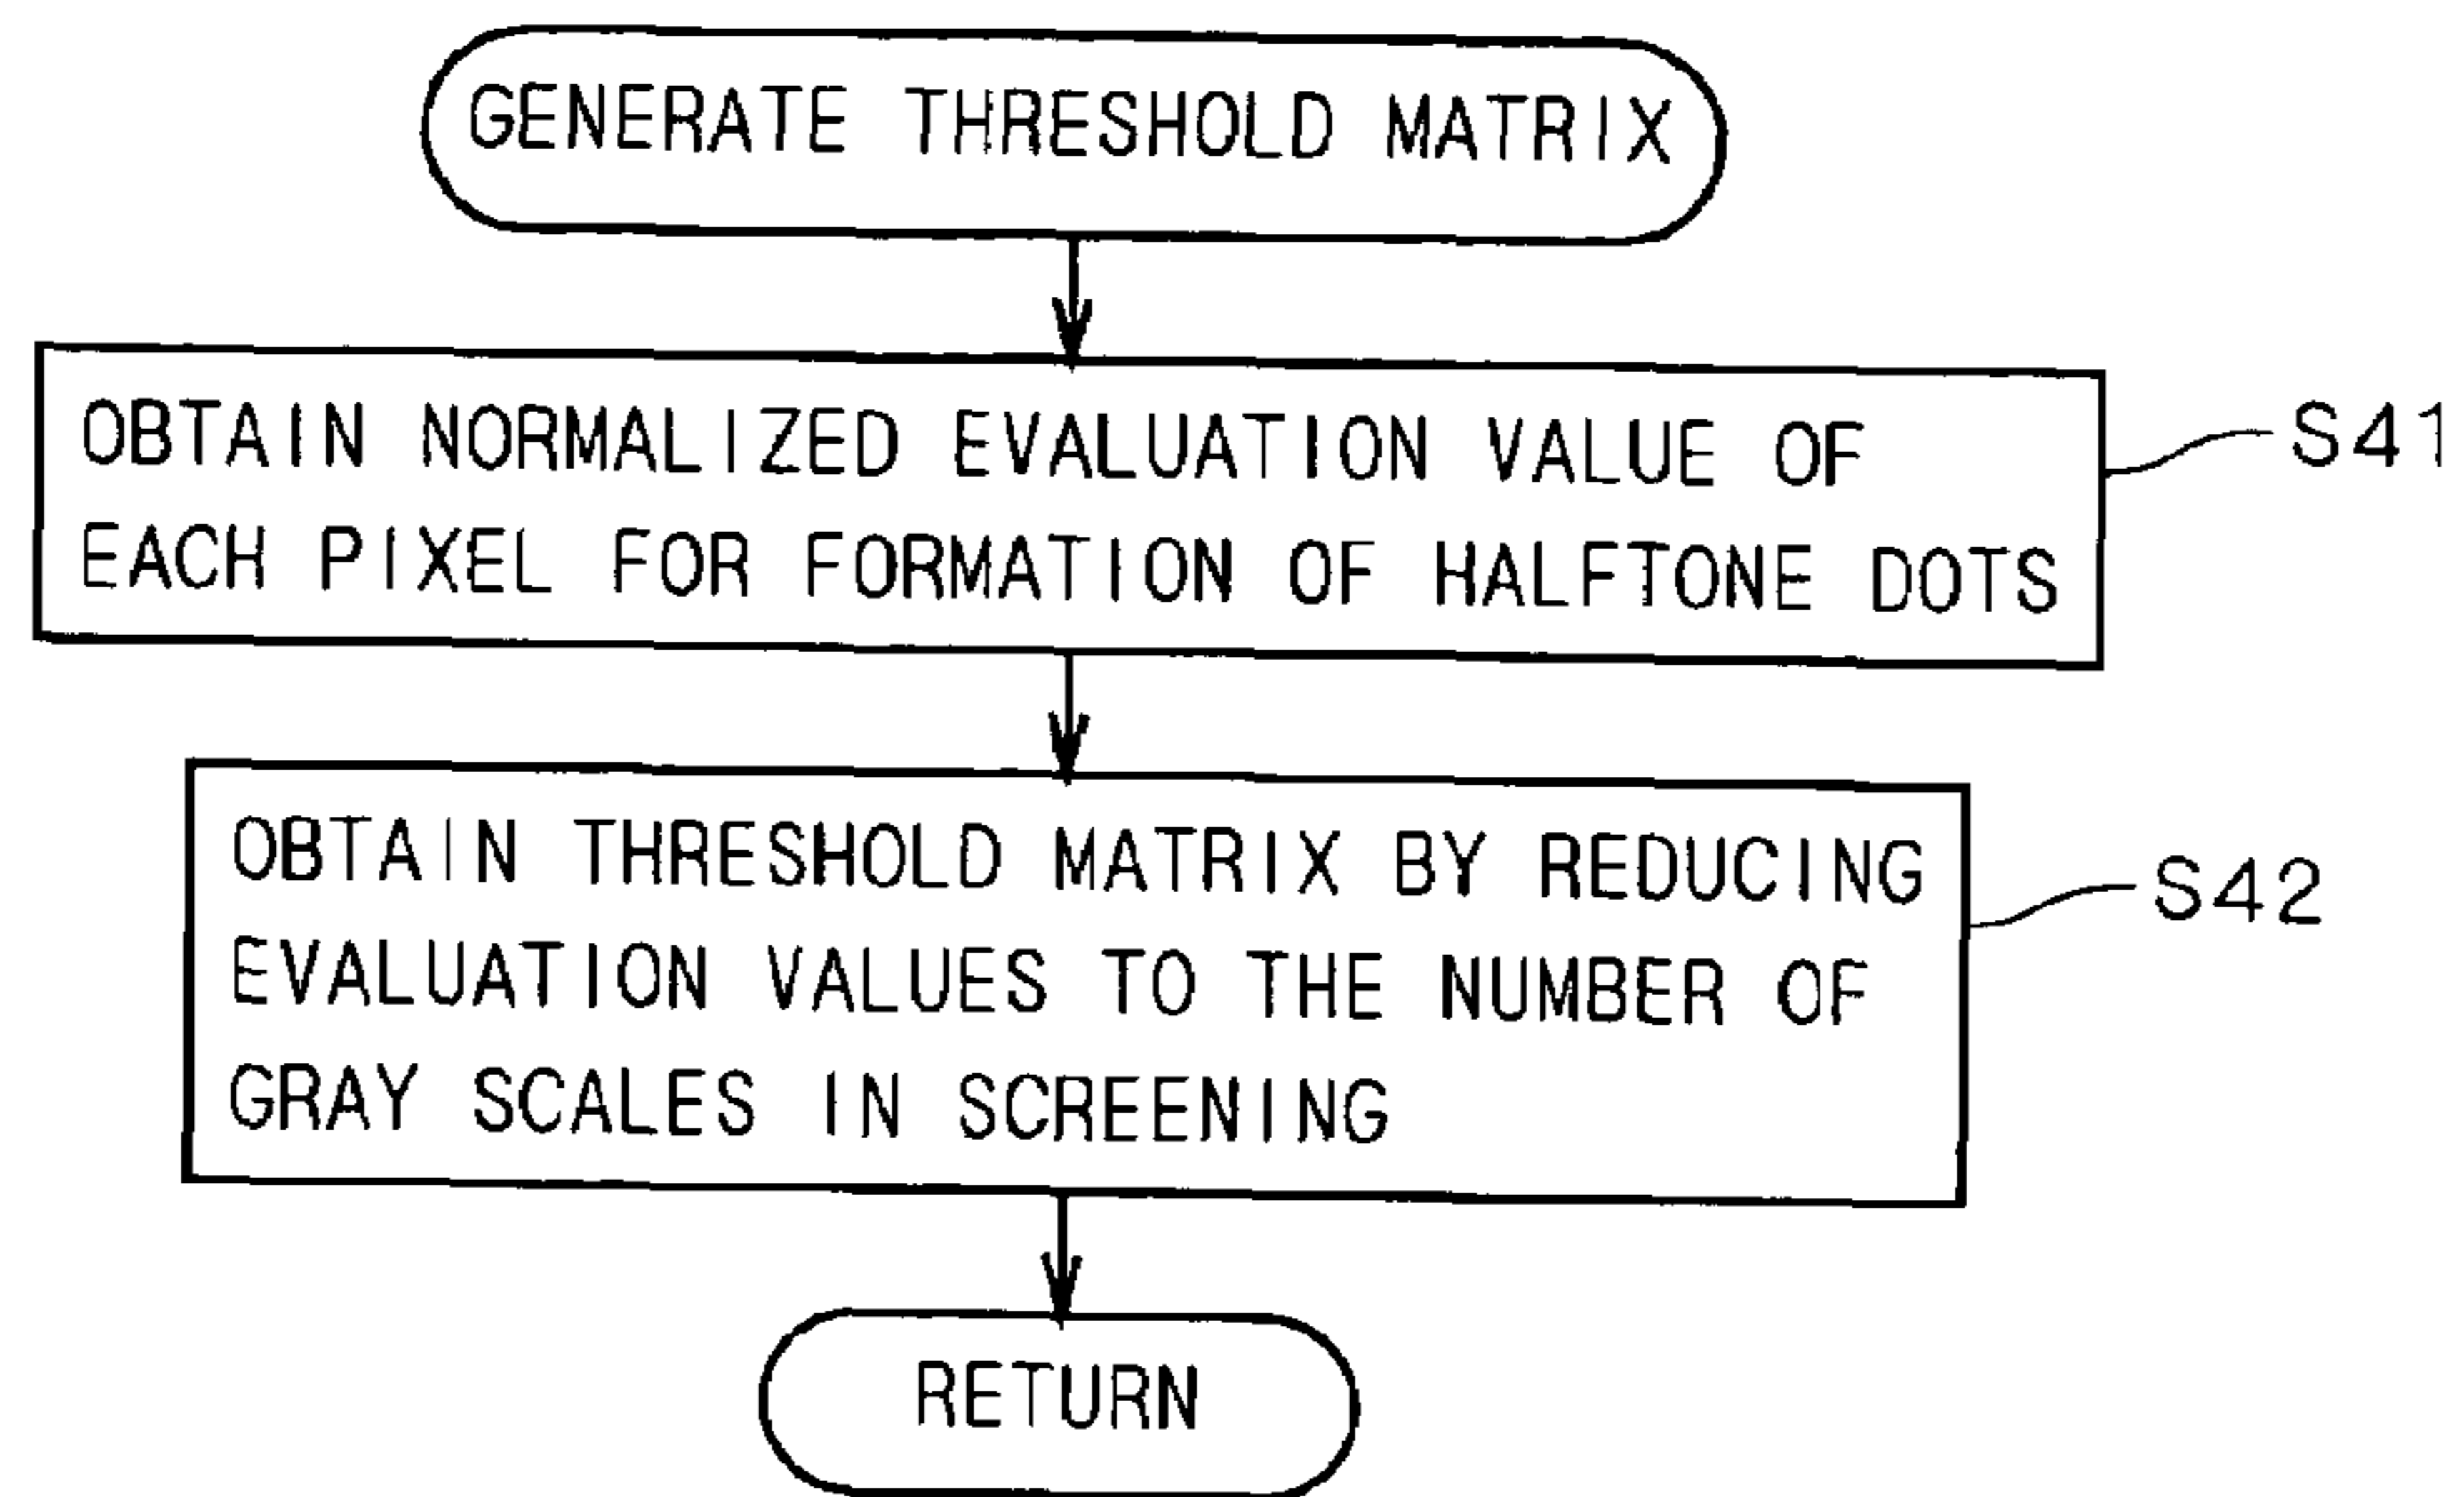 GENERATE THRESHOLD MATRIX
OBTAIN NORMALIZED EVALUATION VALUE OF
EACH PIXEL FOR FORMATION OF HALFTONE DOTS
S41
OBTAIN THRESHOLD MATRIX BY REDUCING
EVALUATION VALUES TO THE NUMBER OF
GRAY SCALES IN SCREENING
S42
RETURN